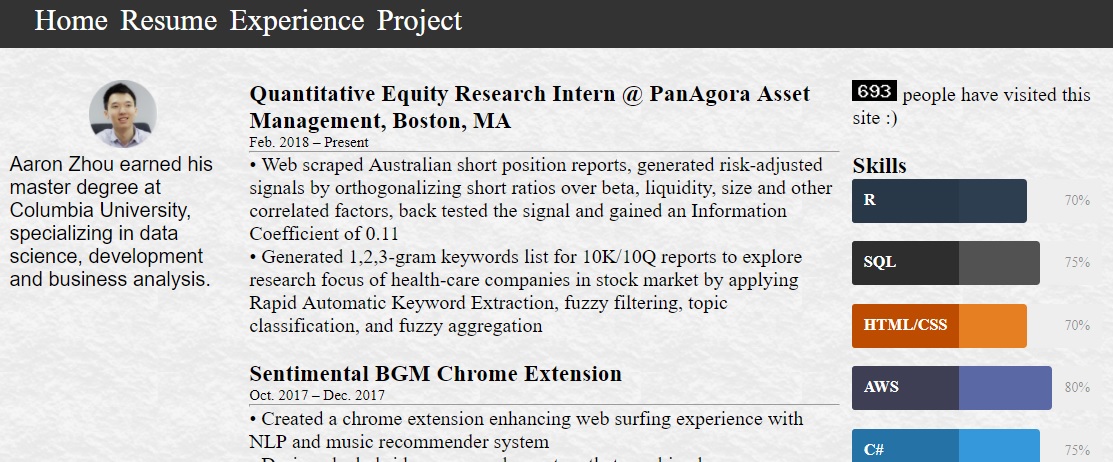 Home Resume Experience Project
Aaron Zhou earned his
master degree at
Columbia University,
specializing in data
science, development
and business analysis.
Quantitative Equity Research Intern @ PanAgora Asset
Management, Boston, MA
Feb. 2018 – Present
• Web scraped Australian short position reports, generated risk-adjusted
signals by orthogonalizing short ratios over beta, liquidity, size and other
correlated factors, back tested the signal and gained an Information
Coefficient of 0.11
• Generated 1,2,3-gram keywords list for 10K/10Q reports to explore
research focus of health-care companies in stock market by applying
Rapid Automatic Keyword Extraction, fuzzy filtering, topic
classification, and fuzzy aggregation
Sentimental BGM Chrome Extension
Oct. 2017 – Dec. 2017
• Created a chrome extension enhancing web surfing experience with
NLP and music recommender system
693 people have visited this
site :)
Skills
R 70%
SQL 75%
HTML/CSS 70%
AWS 80%
C# 75%